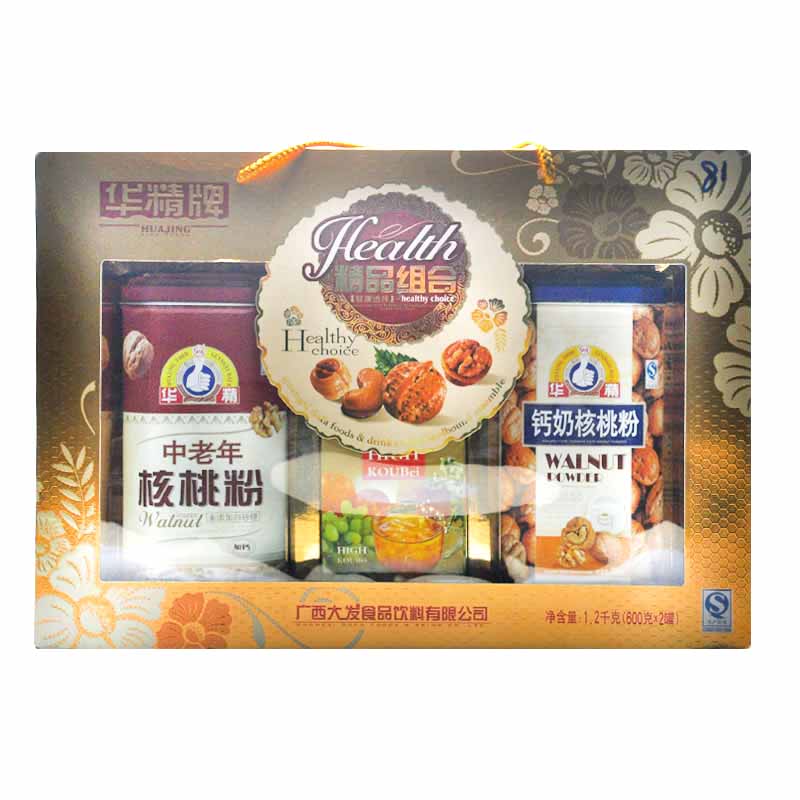 81
华精牌
HUAJING
Health
精品组合
healthy choice
Healthy
choice
华 精
中老年
核桃粉
Walnut
HIGH
KOUBei
HIGH
KOUBei
华 精
钙奶核桃粉
WALNUT
POWDER
广西大发食品饮料有限公司
净含量:1.2千克(600克×2罐)